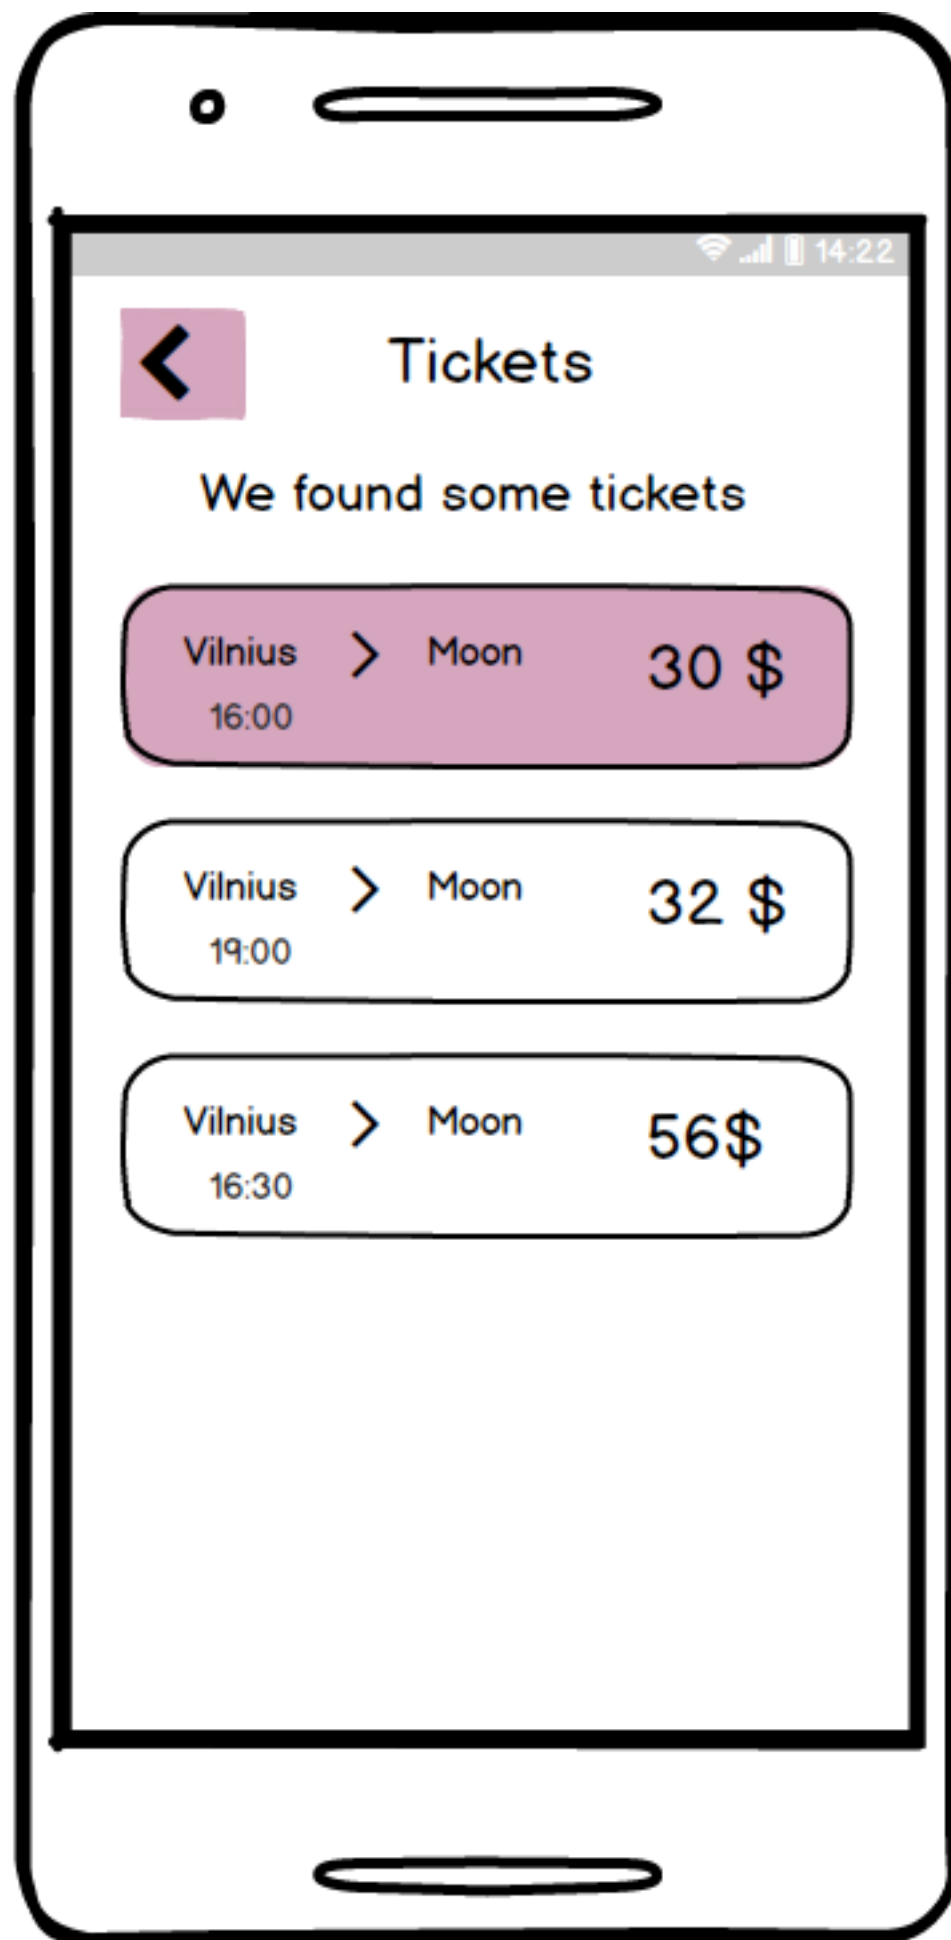 14:22
Tickets
We found some tickets
Vilnius > Moon 30 $
16:00
Vilnius > Moon 32 $
19:00
Vilnius > Moon 56$
16:30